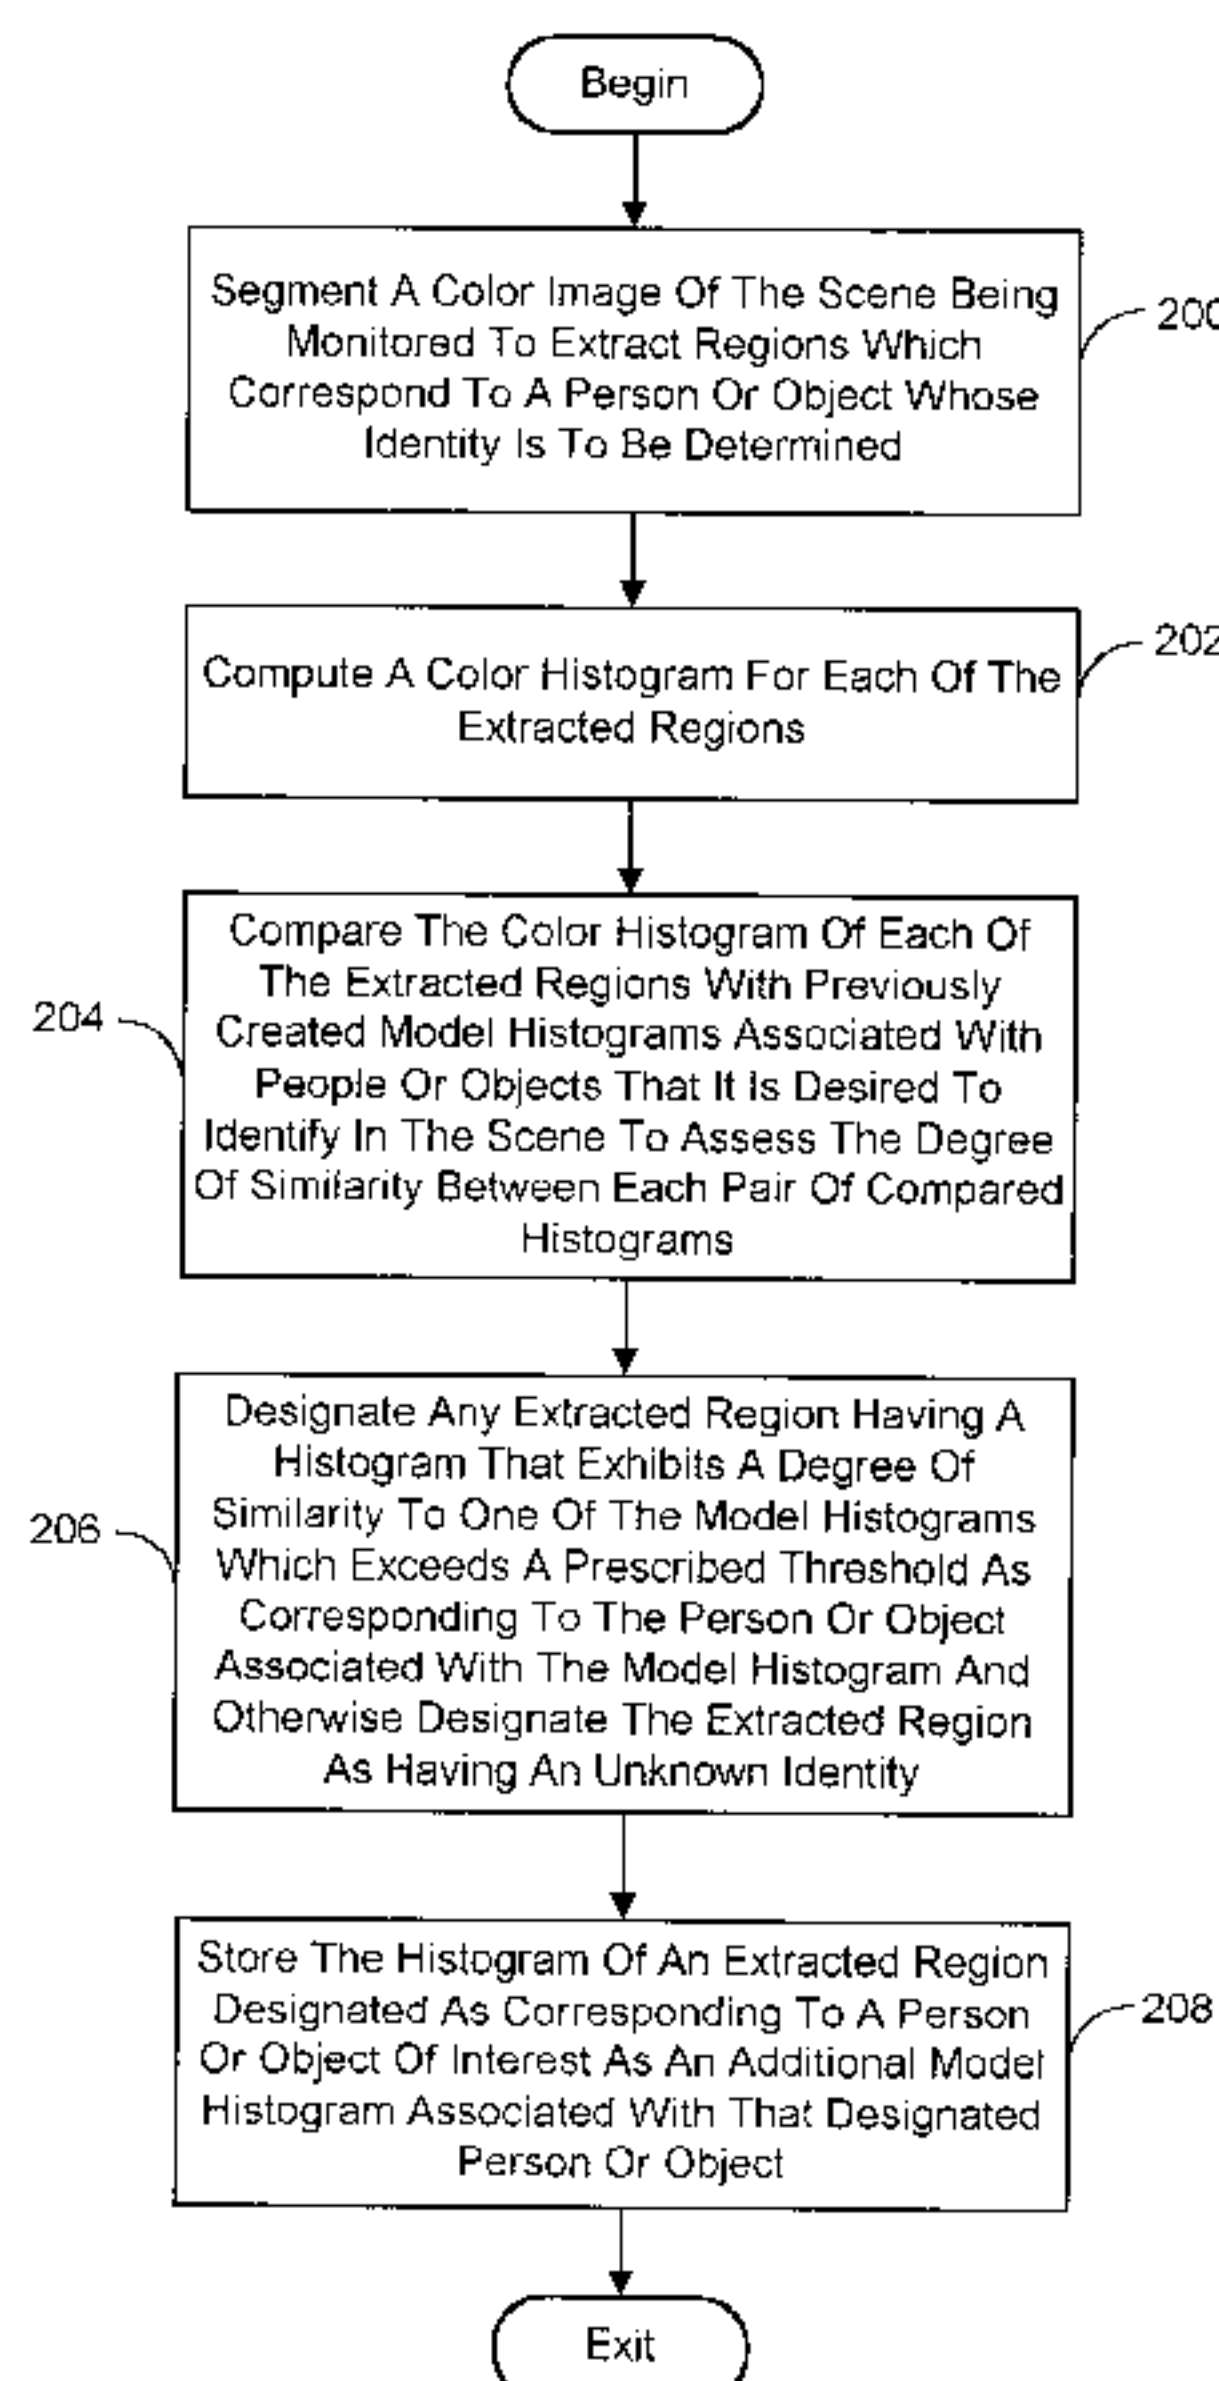 Begin
Segment A Color Image Of The Scene Being
Monitored To Extract Regions Which
Correspond To A Person Or Object Whose
Identity Is To Be Determined
200
Compute A Color Histogram For Each Of The
Extracted Regions
202
Compare The Color Histogram Of Each Of
The Extracted Regions With Previously
Created Model Histograms Associated With
People Or Objects That It Is Desired To
Identify In The Scene To Assess The Degree
Of Similarity Between Each Pair Of Compared
Histograms
204
Designate Any Extracted Region Having A
Histogram That Exhibits A Degree Of
Similarity To One Of The Model Histograms
Which Exceeds A Prescribed Threshold As
Corresponding To The Person Or Object
Associated With The Model Histogram And
Otherwise Designate The Extracted Region
As Having An Unknown Identity
206
Store The Histogram Of An Extracted Region
Designated As Corresponding To A Person
Or Object Of Interest As An Additional Model
Histogram Associated With That Designated
Person Or Object
208
Exit